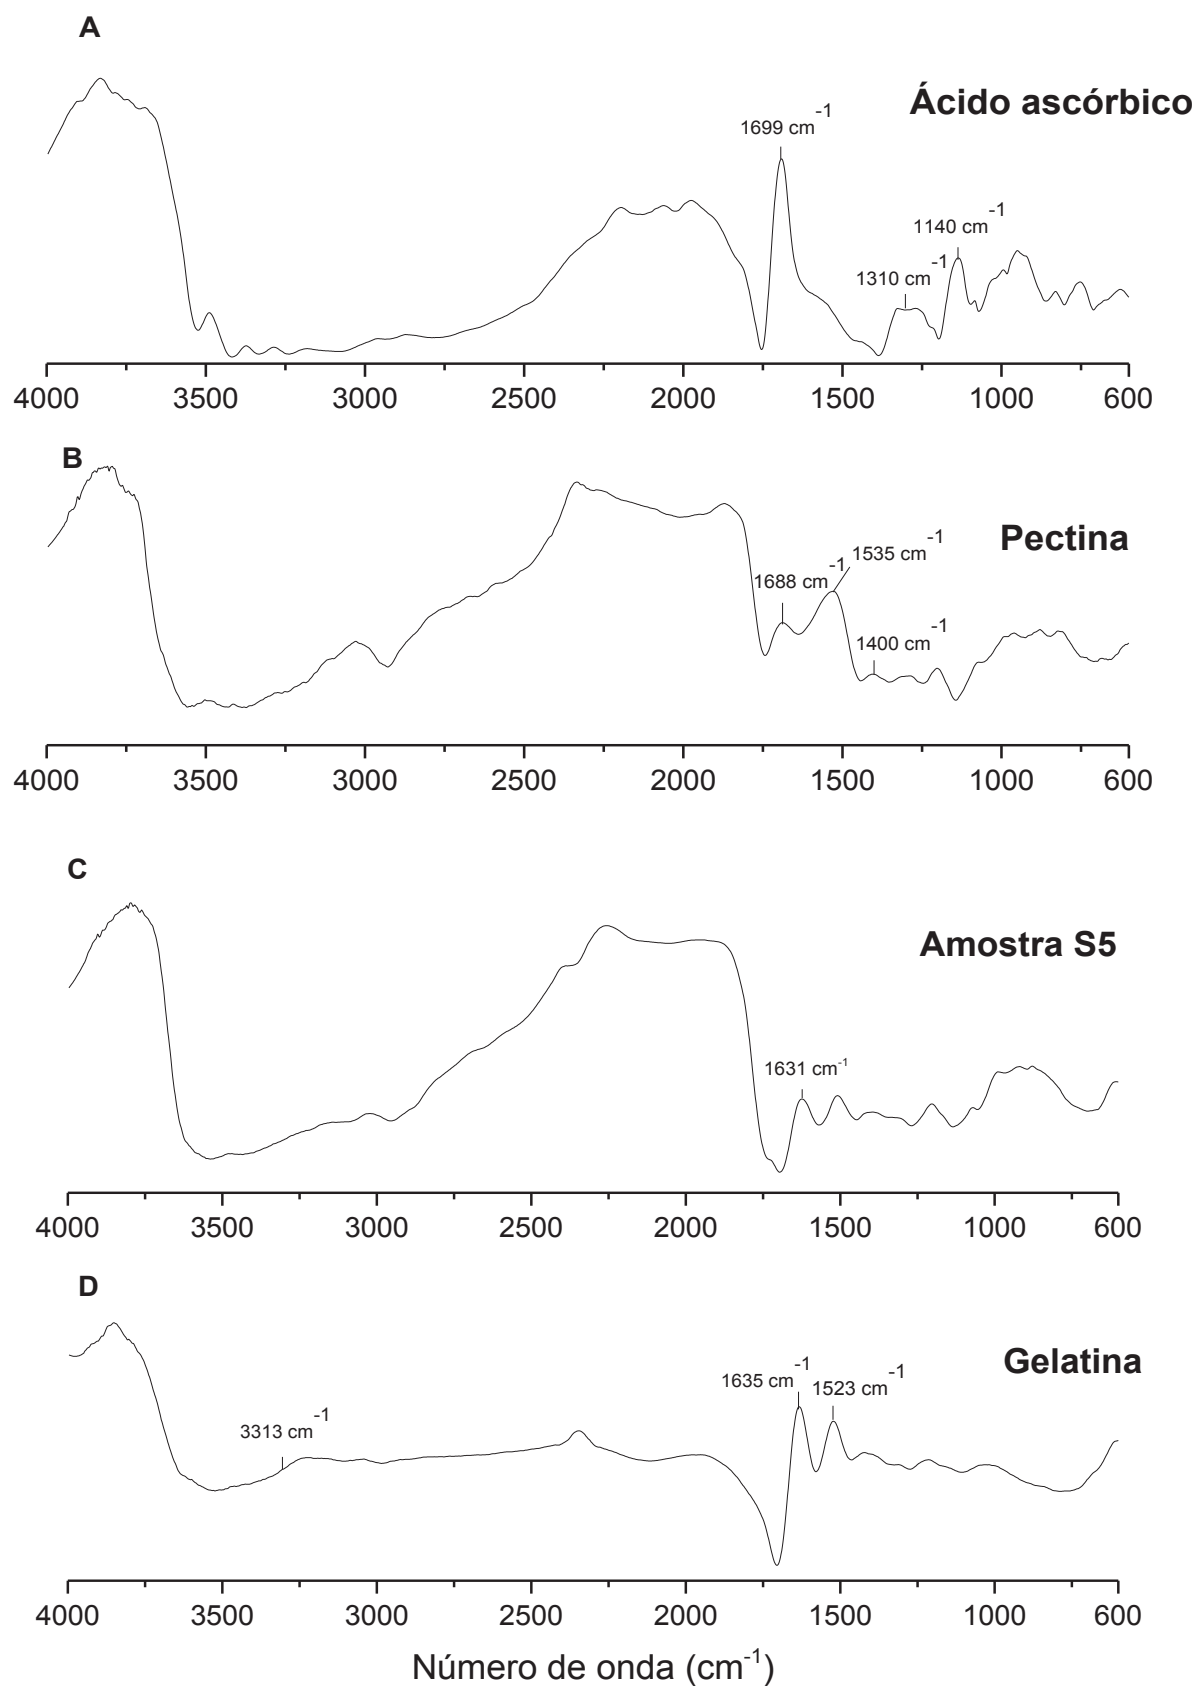 A
Ácido ascórbico
1699 cm-1
1140 cm-1
1310 cm-1
4000 3500 3000 2500 2000 1500 1000 600
B
Pectina
1535 cm-1
1688 cm-1
1400 cm-1
4000 3500 3000 2500 2000 1500 1000 600
C
Amostra S5
1631 cm-1
4000 3500 3000 2500 2000 1500 1000 600
D
Gelatina
1635 cm-1 1523 cm-1
3313 cm-1
4000 3500 3000 2500 2000 1500 1000 600
Número de onda (cm-1)